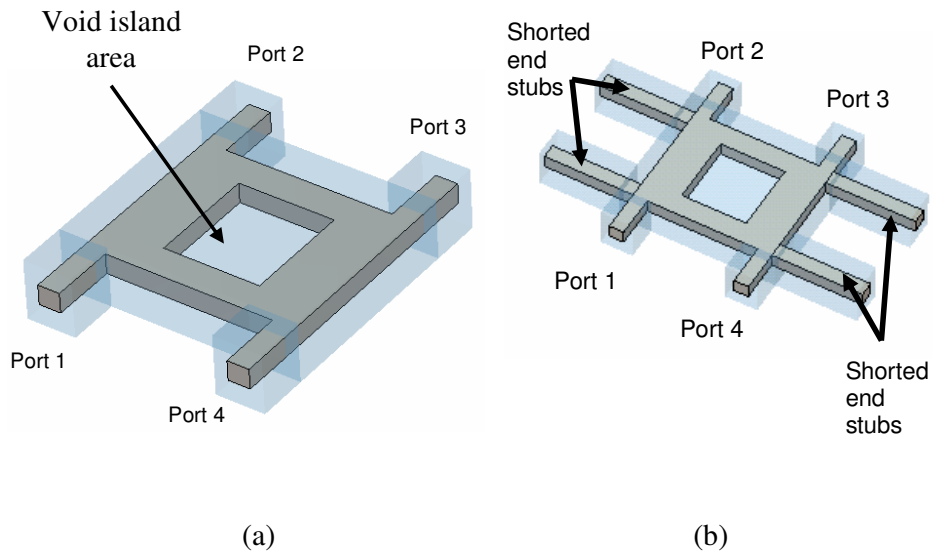 Void island
area
Port 2
Port 3
Port 1
Port 4
(a)
Shorted
end
stubs
Port 2
Port 3
Port 1
Port 4
Shorted
end
stubs
(b)